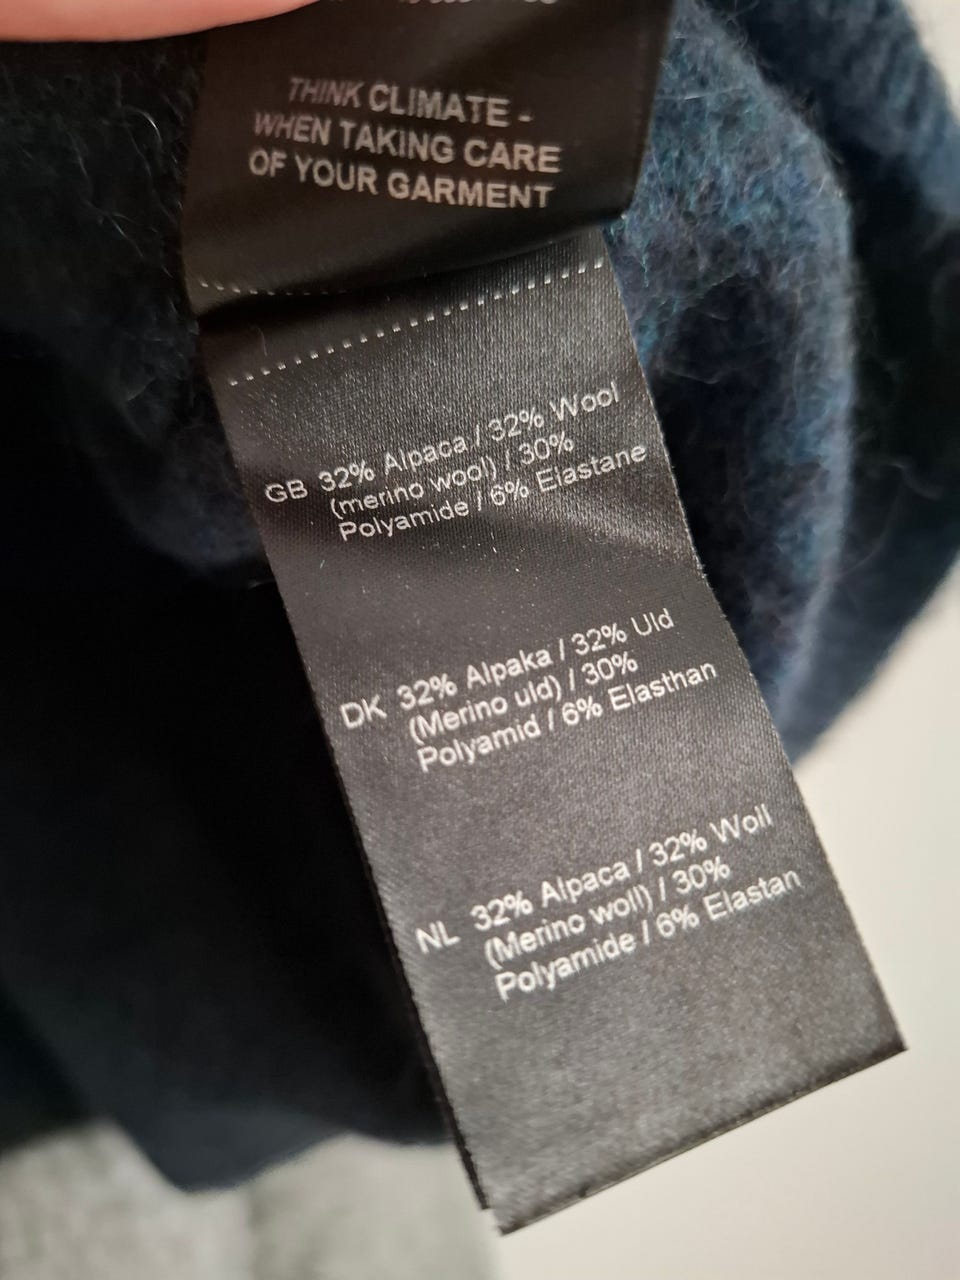 THINK CLIMATE -
WHEN TAKING CARE
OF YOUR GARMENT
GB 32% Alpaca / 32% Wool
(merino wool) / 30%
Polyamide / 6% Elastane
DK 32% Alpaka / 32% Uld
(Merino uld) / 30%
Polyamid / 6% Elasthan
NL 32% Alpaca / 32% Woll
(Merino woll) / 30%
Polyamide / 6% Elastan